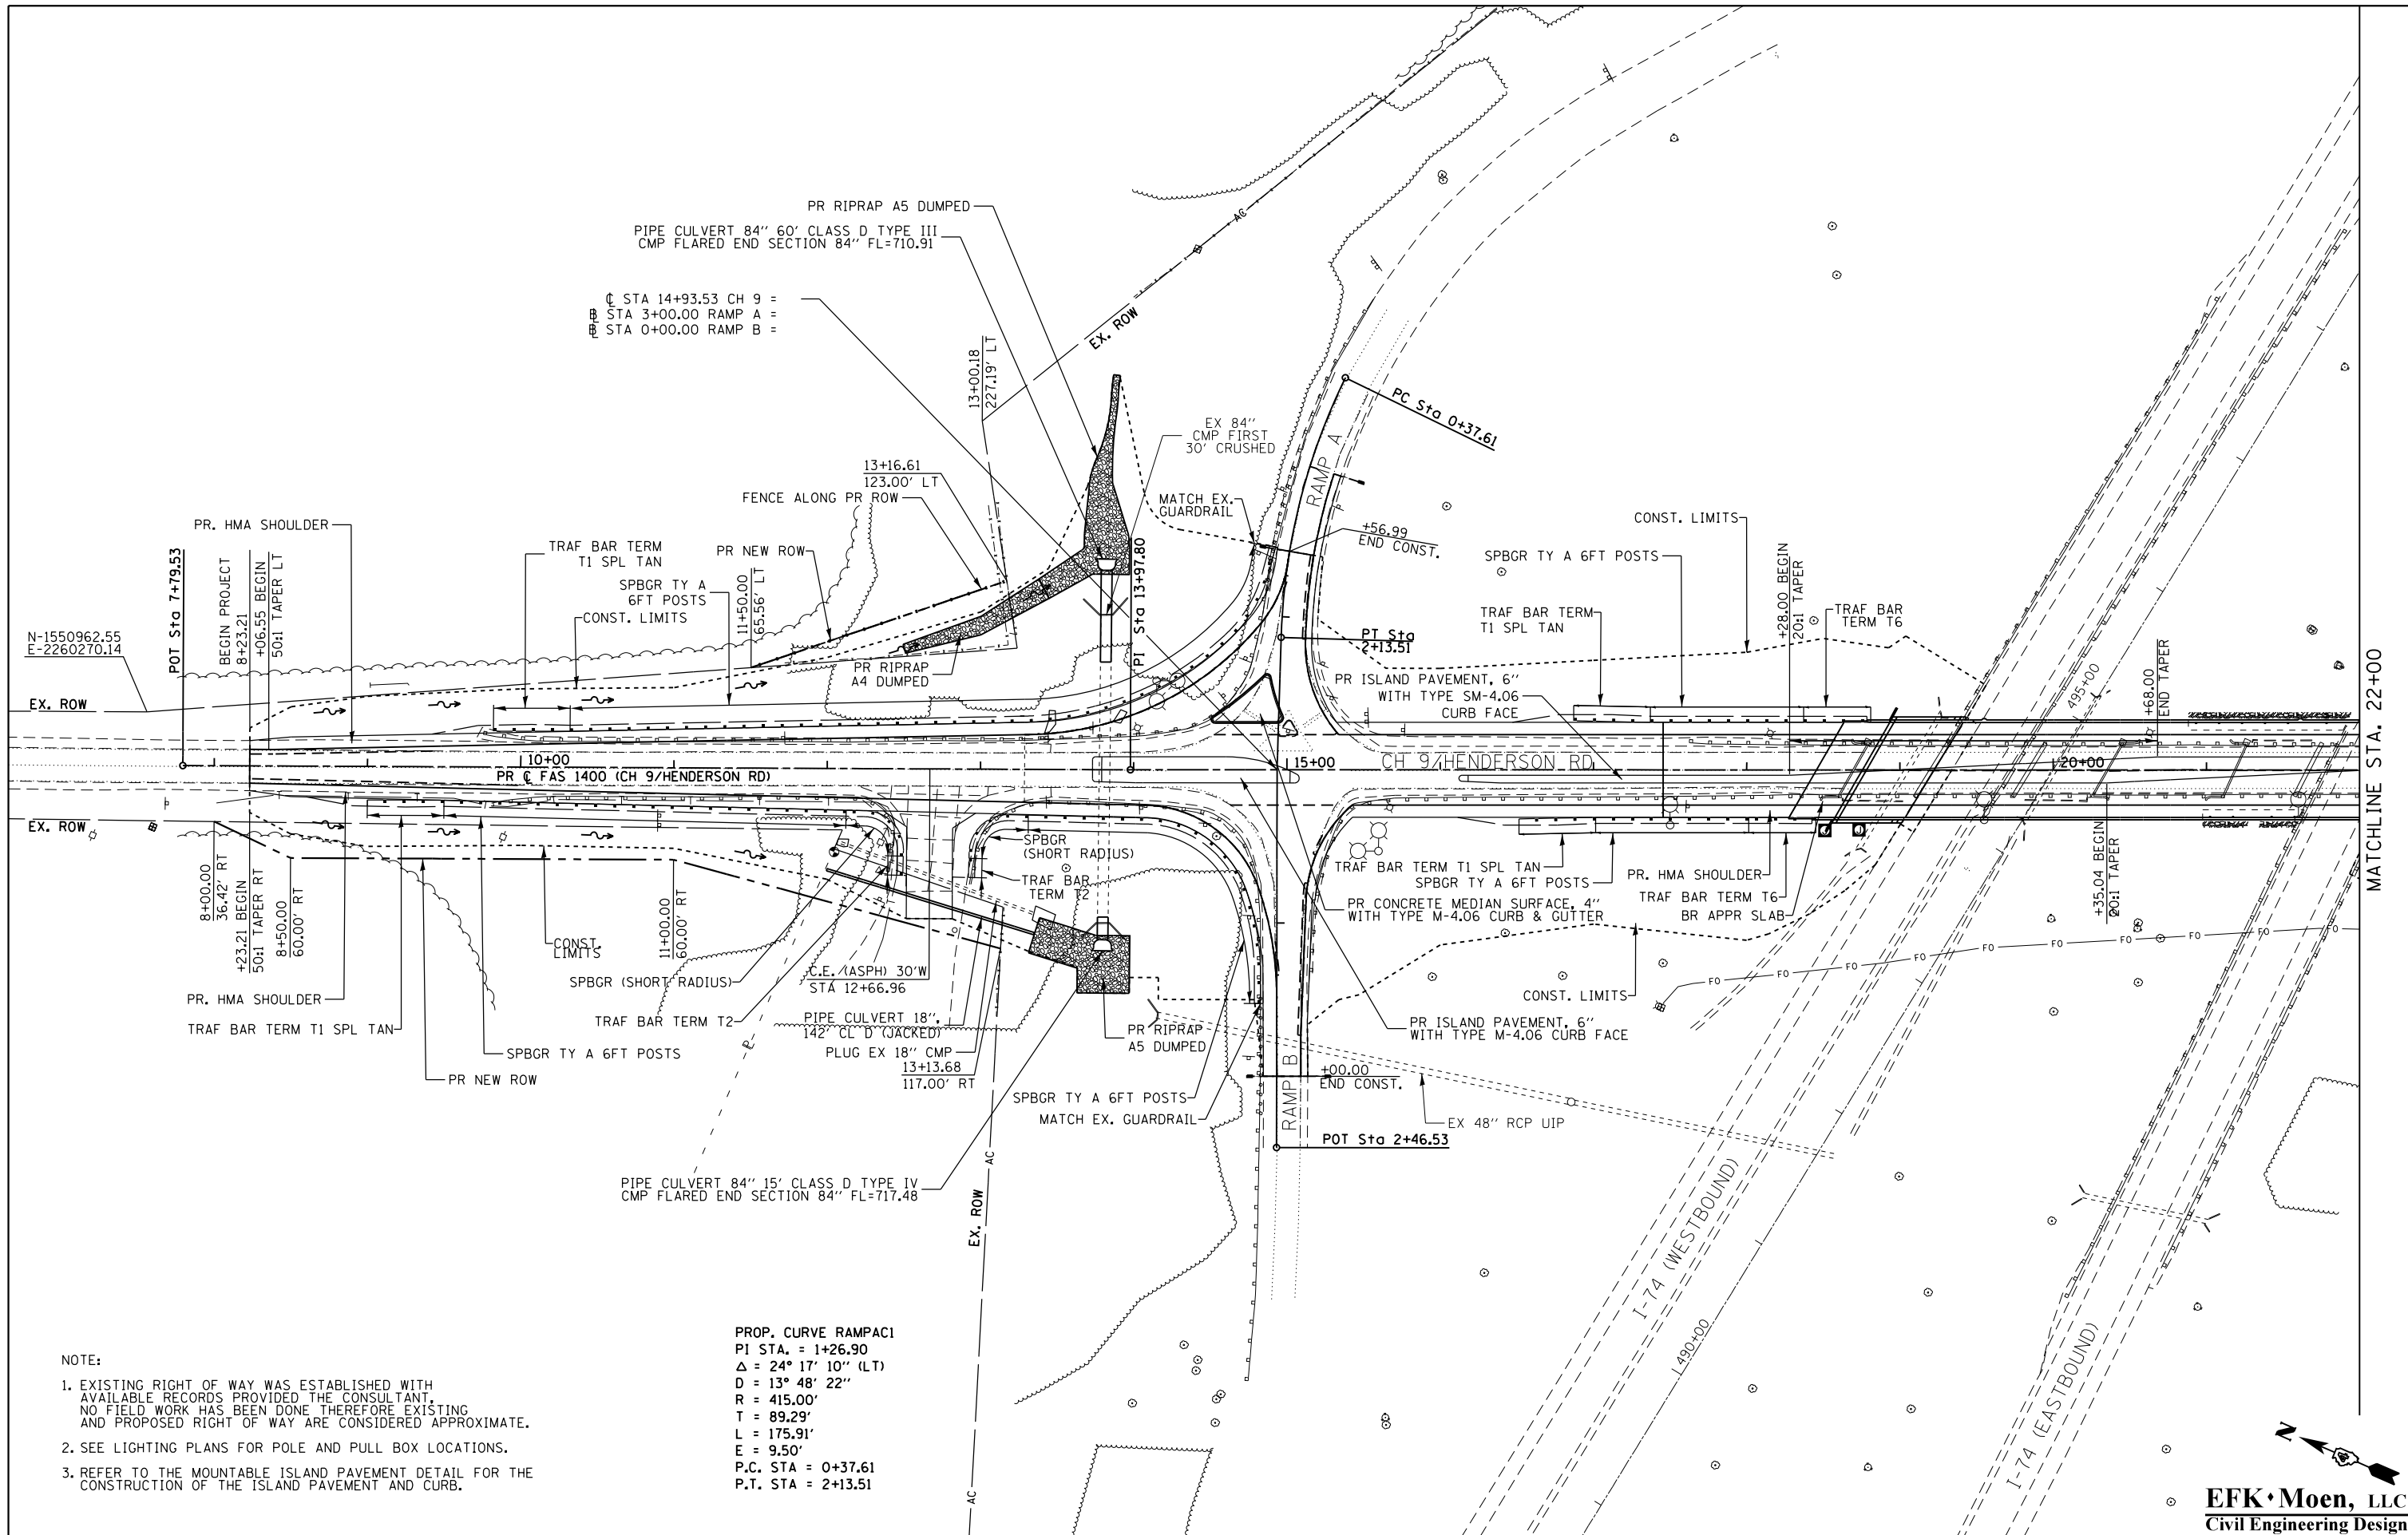 PR RIPRAP A5 DUMPED
PIPE CULVERT 84" 60' CLASS D TYPE III
CMP FLARED END SECTION 84" FL=710.91
℄ STA 14+93.53 CH 9 =
STA 3+00.00 RAMP A =
STA 0+00.00 RAMP B =
AC
EX. ROW
13+00.18
227.19' LT
EX 84"
CMP FIRST
30' CRUSHED
PC Sta 0+37.61
RAMP A
13+16.61
123.00' LT
FENCE ALONG PR ROW
MATCH EX.
GUARDRAIL
+56.99
END CONST.
CONST. LIMITS
PR. HMA SHOULDER
TRAF BAR TERM
T1 SPL TAN
PR NEW ROW
SPBGR TY A
6FT POSTS
CONST. LIMITS
11+50.00
65.56' LT
PI Sta 13+97.80
SPBGR TY A 6FT POSTS
TRAF BAR TERM
T1 SPL TAN
+28.00 BEGIN
20:1 TAPER
TRAF BAR
TERM T6
POT Sta 7+79.53
BEGIN PROJECT
8+23.21
+06.55 BEGIN
50:1 TAPER LT
N-1550962.55
E-2260270.14
PR RIPRAP
A4 DUMPED
PT Sta
2+13.51
PR ISLAND PAVEMENT, 6"
WITH TYPE SM-4.06
CURB FACE
495+00
+68.00
END TAPER
EX. ROW
MATCHLINE STA. 22+00
10+00
PR ℄ FAS 1400 (CH 9/HENDERSON RD)
15+00
CH 9/HENDERSON RD
20+00
EX. ROW
8+00.00
36.42' RT
+23.21 BEGIN
50:1 TAPER RT
8+50.00
60.00' RT
CONST.
LIMITS
11+00.00
60.00' RT
SPBGR
(SHORT RADIUS)
TRAF BAR
TERM T2
TRAF BAR TERM T1 SPL TAN
SPBGR TY A 6FT POSTS
PR. HMA SHOULDER
TRAF BAR TERM T6
BR APPR SLAB
+35.04 BEGIN
20:1 TAPER
PR CONCRETE MEDIAN SURFACE, 4"
WITH TYPE M-4.06 CURB & GUTTER
FO
FO
FO
FO
FO
FO
FO
SPBGR (SHORT RADIUS)
C.E. (ASPH) 30'W
STA 12+66.96
CONST. LIMITS
PR. HMA SHOULDER
TRAF BAR TERM T1 SPL TAN
TRAF BAR TERM T2
PIPE CULVERT 18",
142' CL D (JACKED)
PR RIPRAP
A5 DUMPED
PR ISLAND PAVEMENT, 6"
WITH TYPE M-4.06 CURB FACE
SPBGR TY A 6FT POSTS
PLUG EX 18" CMP
13+13.68
117.00' RT
PR NEW ROW
RAMP B
+00.00
END CONST.
SPBGR TY A 6FT POSTS
MATCH EX. GUARDRAIL
EX 48" RCP UIP
POT Sta 2+46.53
AC
PIPE CULVERT 84" 15' CLASS D TYPE IV
CMP FLARED END SECTION 84" FL=717.48
EX. ROW
I-74 (WESTBOUND)
490+00
I-74 (EASTBOUND)
AC
PROP. CURVE RAMPAC1
PI STA. = 1+26.90
Δ = 24° 17' 10" (LT)
D = 13° 48' 22"
R = 415.00'
T = 89.29'
L = 175.91'
E = 9.50'
P.C. STA = 0+37.61
P.T. STA = 2+13.51
NOTE:
1. EXISTING RIGHT OF WAY WAS ESTABLISHED WITH
AVAILABLE RECORDS PROVIDED THE CONSULTANT,
NO FIELD WORK HAS BEEN DONE THEREFORE EXISTING
AND PROPOSED RIGHT OF WAY ARE CONSIDERED APPROXIMATE.
2. SEE LIGHTING PLANS FOR POLE AND PULL BOX LOCATIONS.
3. REFER TO THE MOUNTABLE ISLAND PAVEMENT DETAIL FOR THE
CONSTRUCTION OF THE ISLAND PAVEMENT AND CURB.
N
EFK•Moen, LLC
Civil Engineering Design